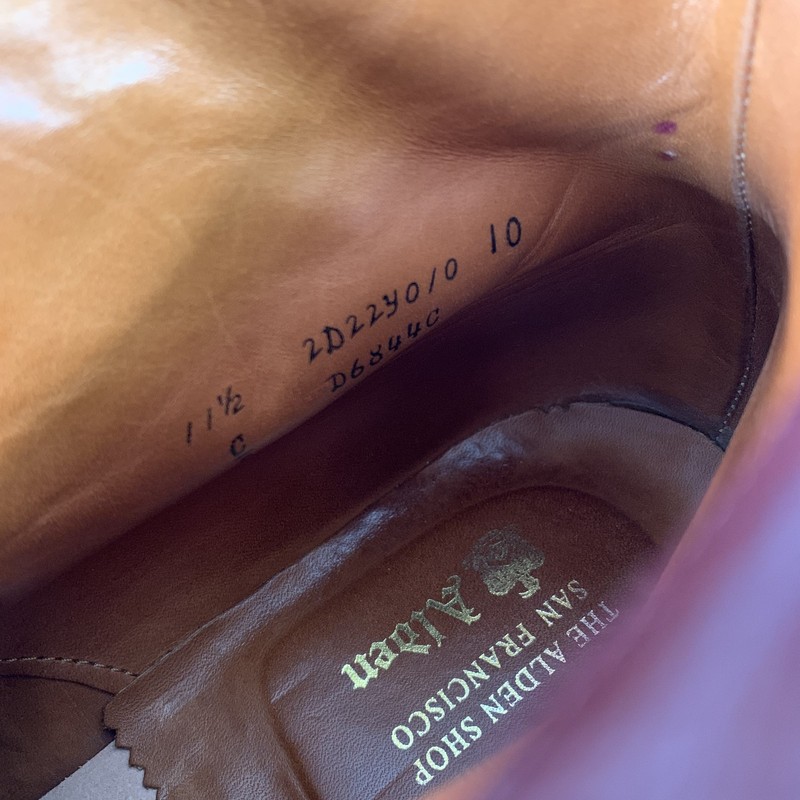 11½ 2D22Y010 10
C D6844C
Alden
THE ALDEN SHOP
SAN FRANCISCO